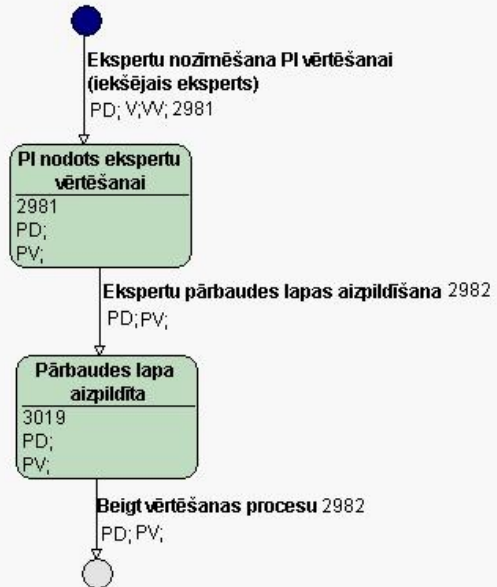 Ekspertu nozīmēšana PI vērtēšanai
(iekšējais eksperts)
PD; V;VV; 2981
PI nodots ekspertu
vērtēšanai
2981
PD;
PV;
Ekspertu pārbaudes lapas aizpildīšana 2982
PD;PV;
Pārbaudes lapa
aizpildīta
3019
PD;
PV;
Beigt vērtēšanas procesu 2982
PD; PV;